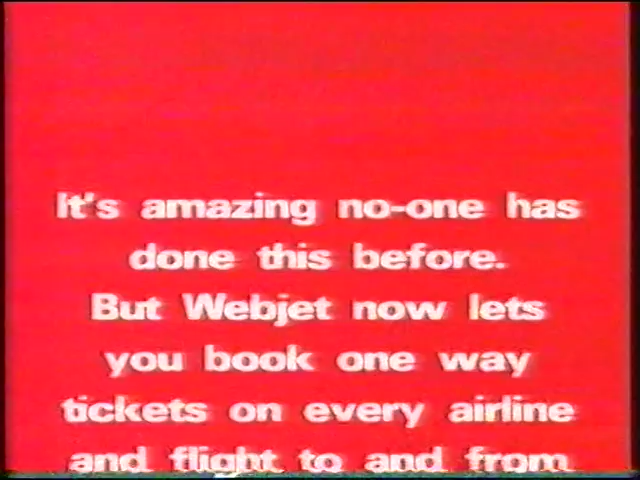 It's amazing no-one has
done this before.
But Webjet now lets
you book one way
tickets on every airline
and flight to and from